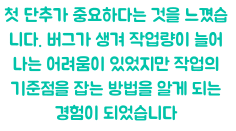 첫 단추가 중요하다는 것을 느꼈습
니다. 버그가 생겨 작업량이 늘어
나는 어려움이 있었지만 작업의
기준점을 잡는 방법을 알게 되는
경험이 되었습니다